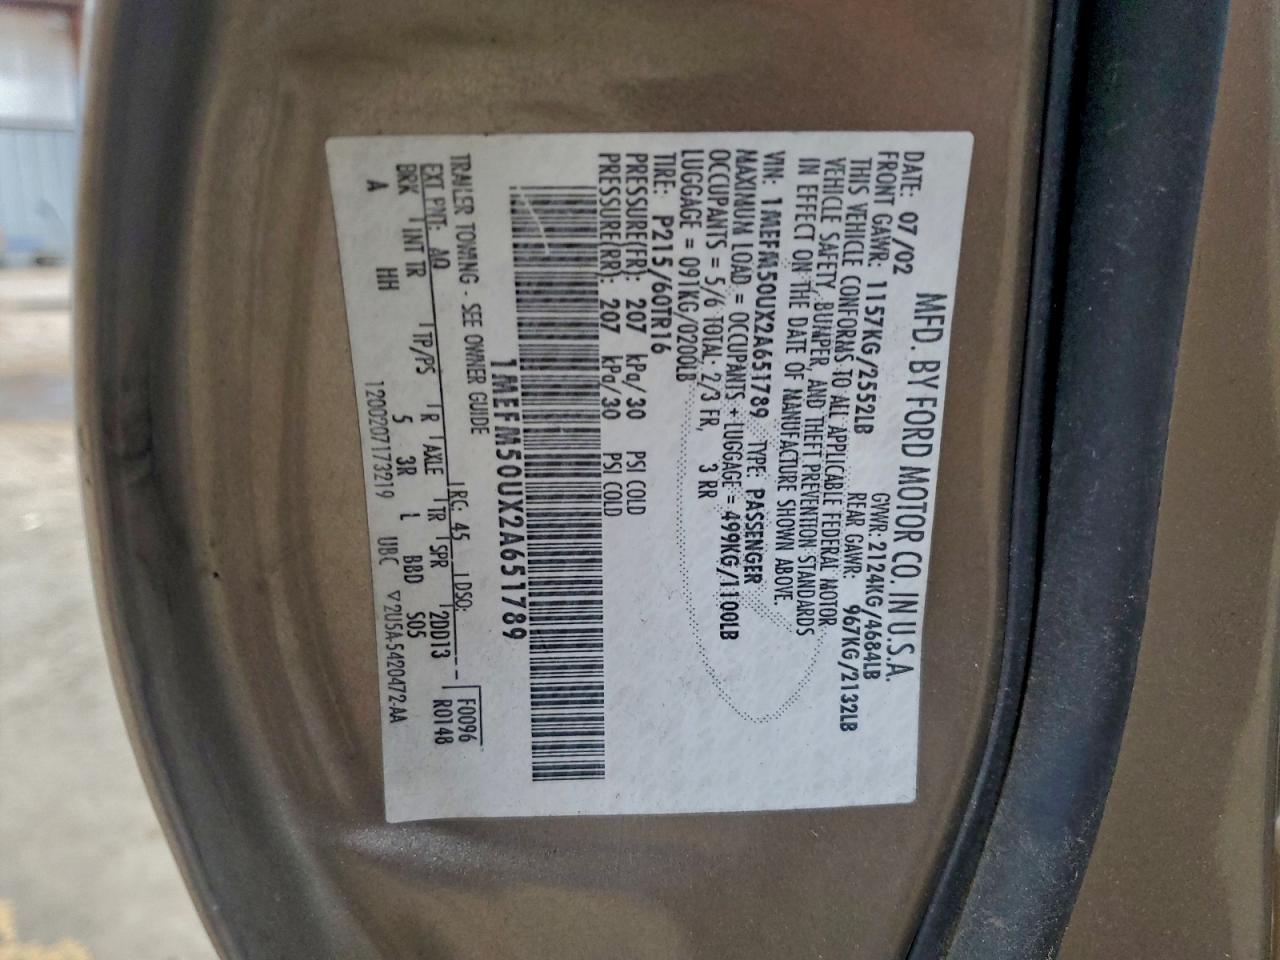 MFD. BY FORD MOTOR CO. IN U.S.A.
DATE: 07/02 GVWR: 2124KG/4684LB
FRONT GAWR: 1157KG/2552LB REAR GAWR: 967KG/2132LB
THIS VEHICLE CONFORMS TO ALL APPLICABLE FEDERAL MOTOR
VEHICLE SAFETY, BUMPER, AND THEFT PREVENTION STANDARDS
IN EFFECT ON THE DATE OF MANUFACTURE SHOWN ABOVE.
VIN: 1MEFM50UX2A651789 TYPE: PASSENGER
MAXIMUM LOAD = OCCUPANTS + LUGGAGE = 499KG/1100LB
OCCUPANTS = 5/6 TOTAL: 2/3 FR, 3 RR
LUGGAGE = 091KG/0200LB
TIRE: P215/60TR16
PRESSURE(FR): 207 kPa/30 PSI COLD
PRESSURE(RR): 207 kPa/30 PSI COLD
1MEFM50UX2A651789
TRAILER TOWING - SEE OWNER GUIDE RC: 45 DSO: F0096
EXT PNT: AQ 2DD13 R0148
BRK INT TR TP/PS R AXLE TR SPR
A HH 5 3R L BBD S05
1200207173219 UBC ▽2U5A-5420472-AA